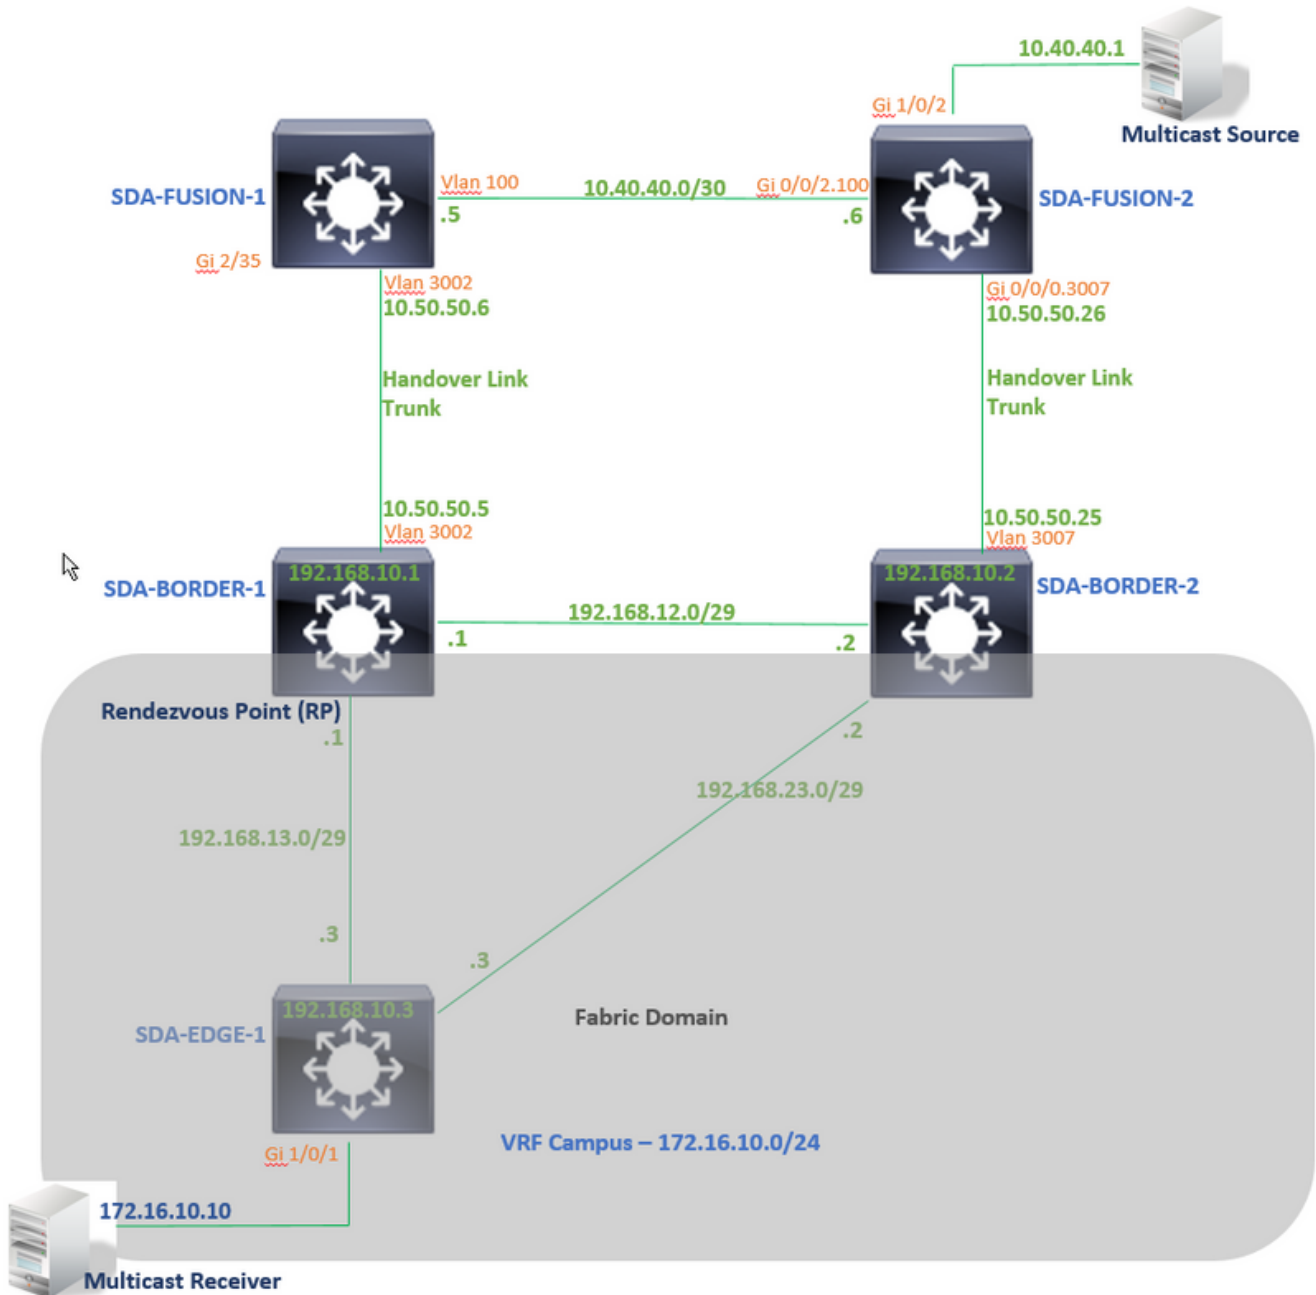 10.40.40.1
Gi 1/0/2
Multicast Source
SDA-FUSION-1
Vlan 100
10.40.40.0/30
Gi 0/0/2.100
SDA-FUSION-2
.5
.6
Gi 2/35
Vlan 3002
10.50.50.6
Gi 0/0/0.3007
10.50.50.26
Handover Link
Trunk
Handover Link
Trunk
10.50.50.5
Vlan 3002
10.50.50.25
Vlan 3007
SDA-BORDER-1
192.168.10.1
192.168.12.0/29
192.168.10.2
SDA-BORDER-2
.1
.2
Rendezvous Point (RP)
.1
.2
192.168.23.0/29
192.168.13.0/29
.3
.3
192.168.10.3
SDA-EDGE-1
Fabric Domain
Gi 1/0/1
VRF Campus – 172.16.10.0/24
172.16.10.10
Multicast Receiver